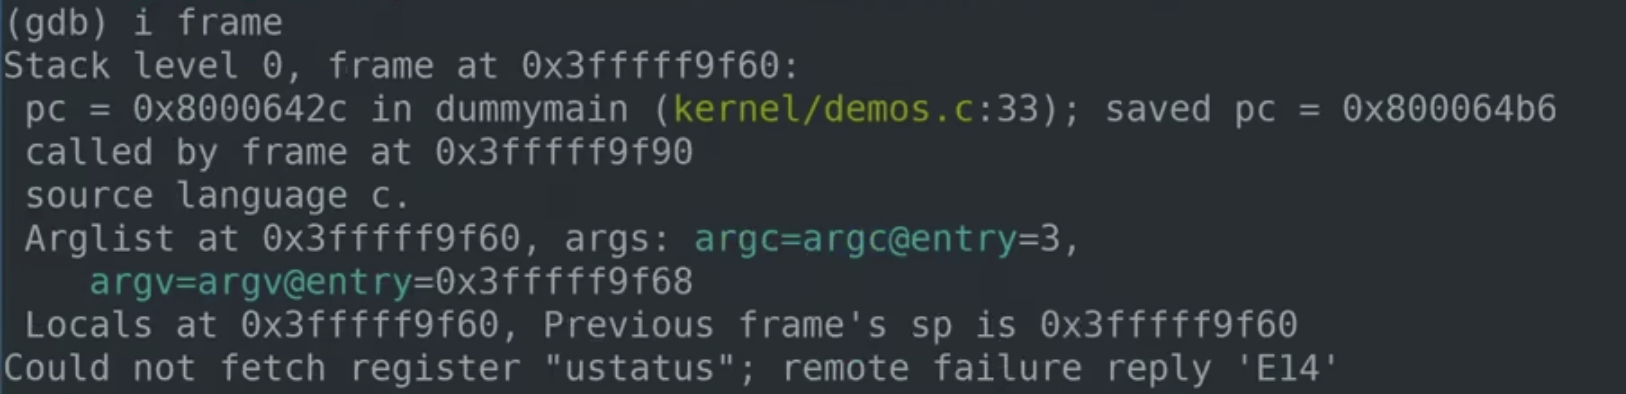 (gdb) i frame
Stack level 0, frame at 0x3fffff9f60:
 pc = 0x8000642c in dummymain (kernel/demos.c:33); saved pc = 0x800064b6
 called by frame at 0x3fffff9f90
 source language c.
 Arglist at 0x3fffff9f60, args: argc=argc@entry=3,
    argv=argv@entry=0x3fffff9f68
 Locals at 0x3fffff9f60, Previous frame's sp is 0x3fffff9f60
Could not fetch register "ustatus"; remote failure reply 'E14'